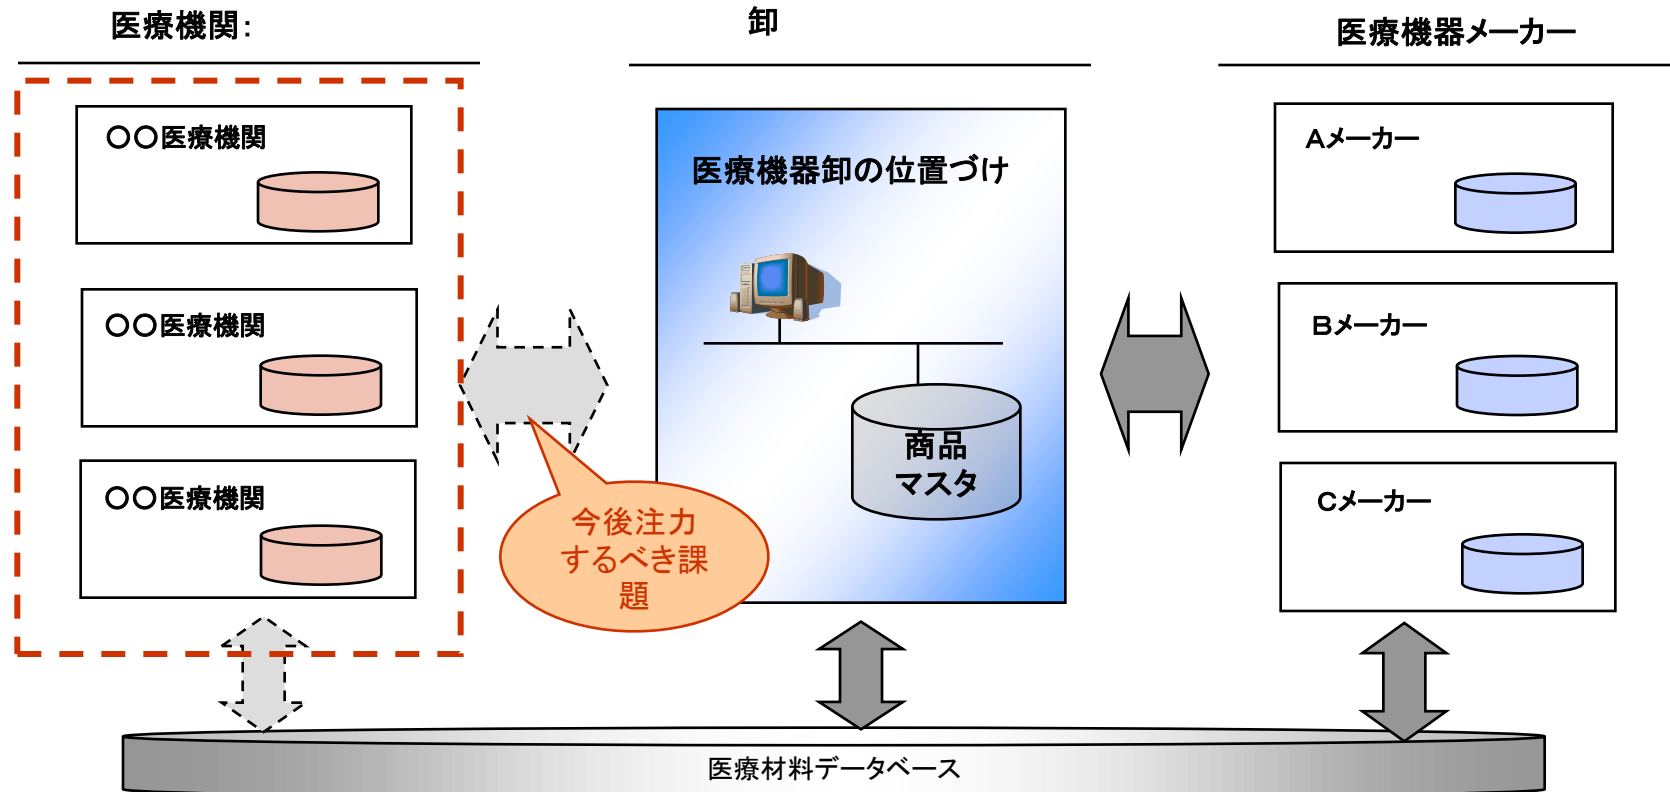 医療機関：
卸
医療機器メーカー
〇〇医療機関
〇〇医療機関
〇〇医療機関
医療機器卸の位置づけ
商品
マスタ
今後注力
するべき課
題
Aメーカー
Bメーカー
Cメーカー
医療材料データベース